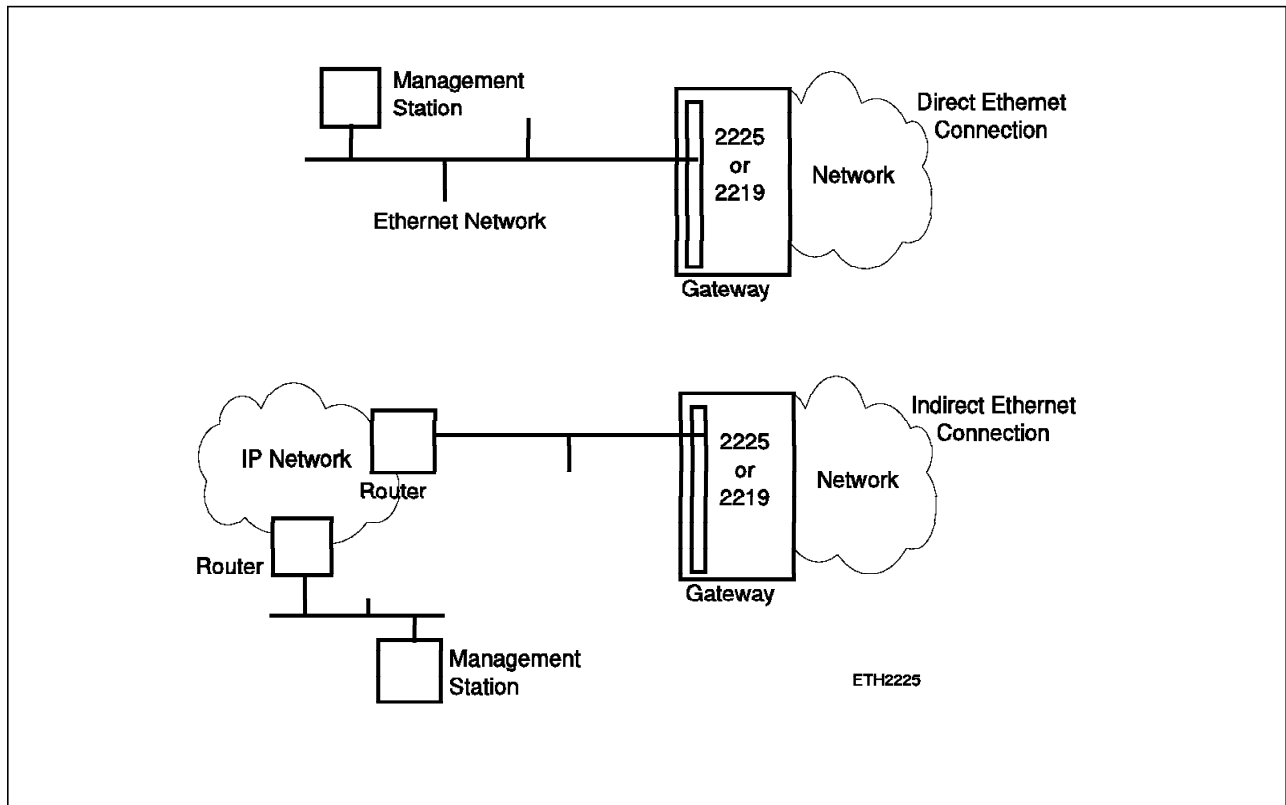 Management
Station
Direct Ethernet
Connection
2225
or
2219
Network
Ethernet Network
Gateway
Indirect Ethernet
Connection
IP Network
Router
2225
or
2219
Network
Router
Gateway
Management
Station
ETH2225